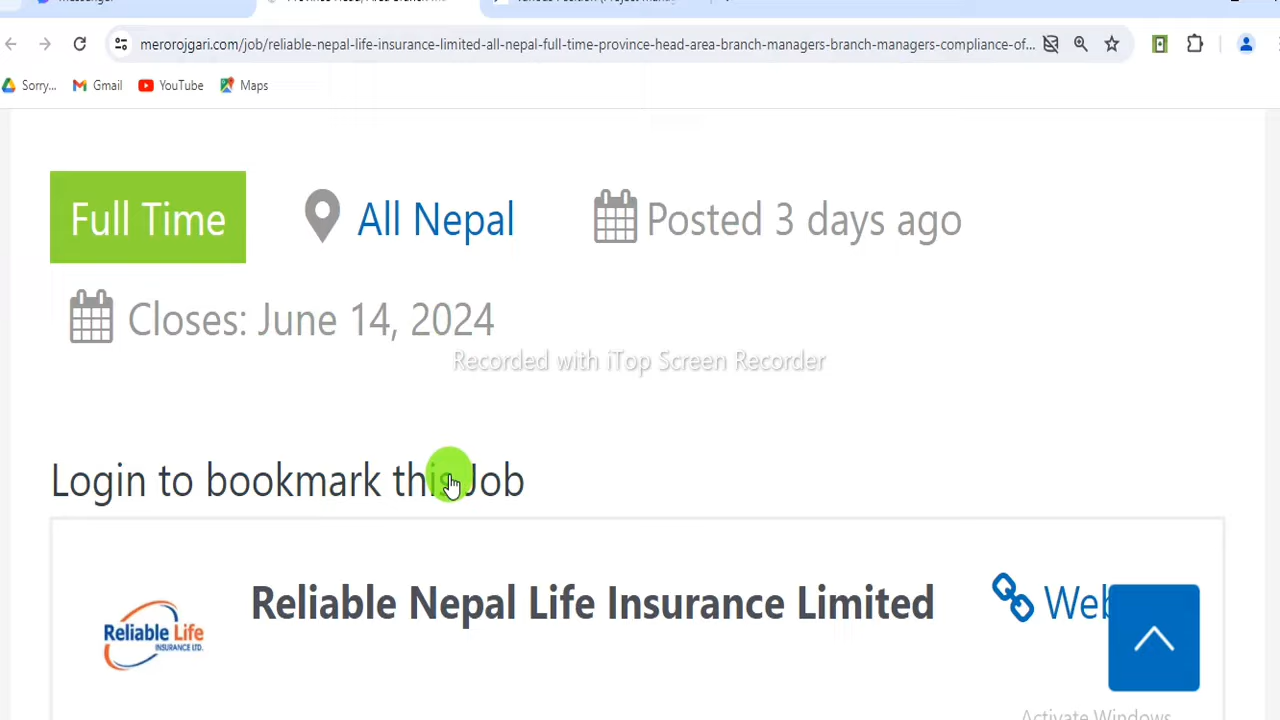 merorojgari.com/job/reliable-nepal-life-insurance-limited-all-nepal-full-time-province-head-area-branch-managers-branch-managers-compliance-of...
Sorry... Gmail YouTube Maps
Full Time All Nepal Posted 3 days ago
Closes: June 14, 2024
Recorded with iTop Screen Recorder
Login to bookmark this Job
Reliable Nepal Life Insurance Limited Web
Reliable Life
INSURANCE LTD.
Activate Windows